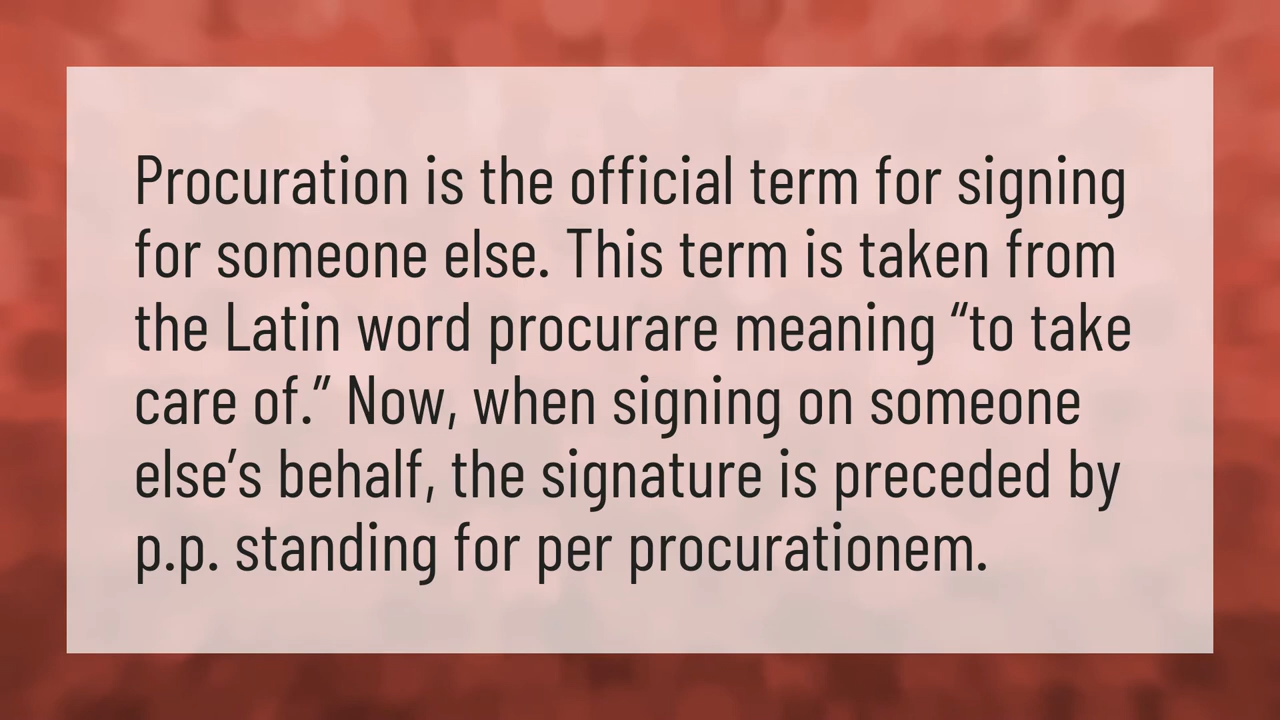 Procuration is the official term for signing
for someone else. This term is taken from
the Latin word procurare meaning “to take
care of.” Now, when signing on someone
else’s behalf, the signature is preceded by
p.p. standing for per procurationem.